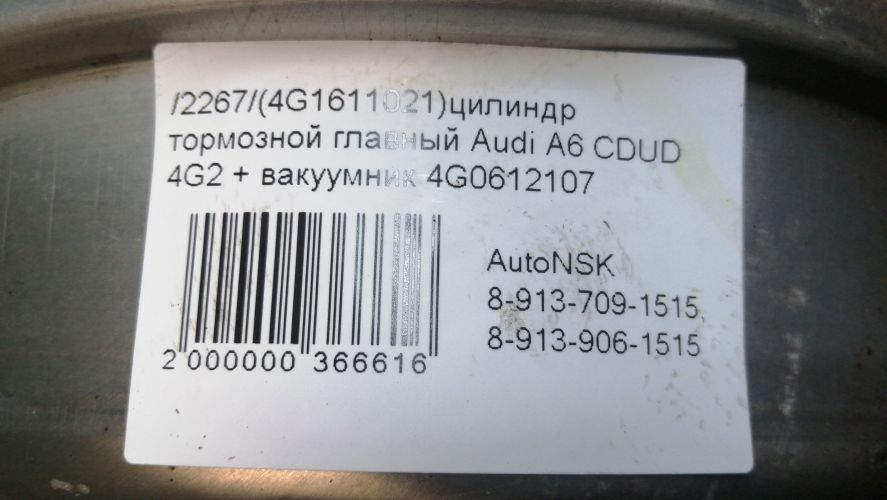 /2267/(4G1611021)цилиндр
тормозной главный Audi A6 CDUD
4G2 + вакуумник 4G0612107
AutoNSK
8-913-709-1515,
8-913-906-1515
2 000000 366616